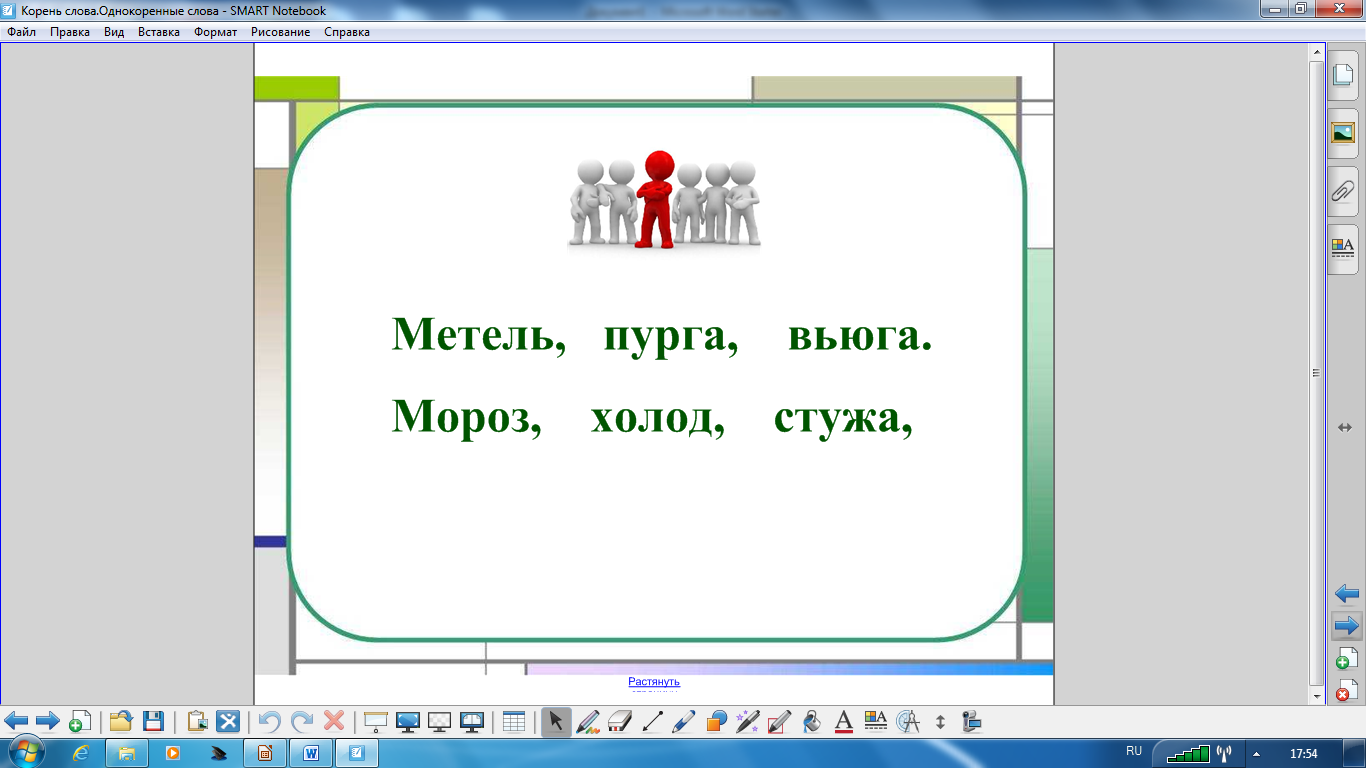 Корень слова.Однокоренные слова - SMART Notebook
Файл Правка Вид Вставка Формат Рисование Справка
Метель, пурга, вьюга.
Мороз, холод, стужа,
Растянуть
RU 17:54